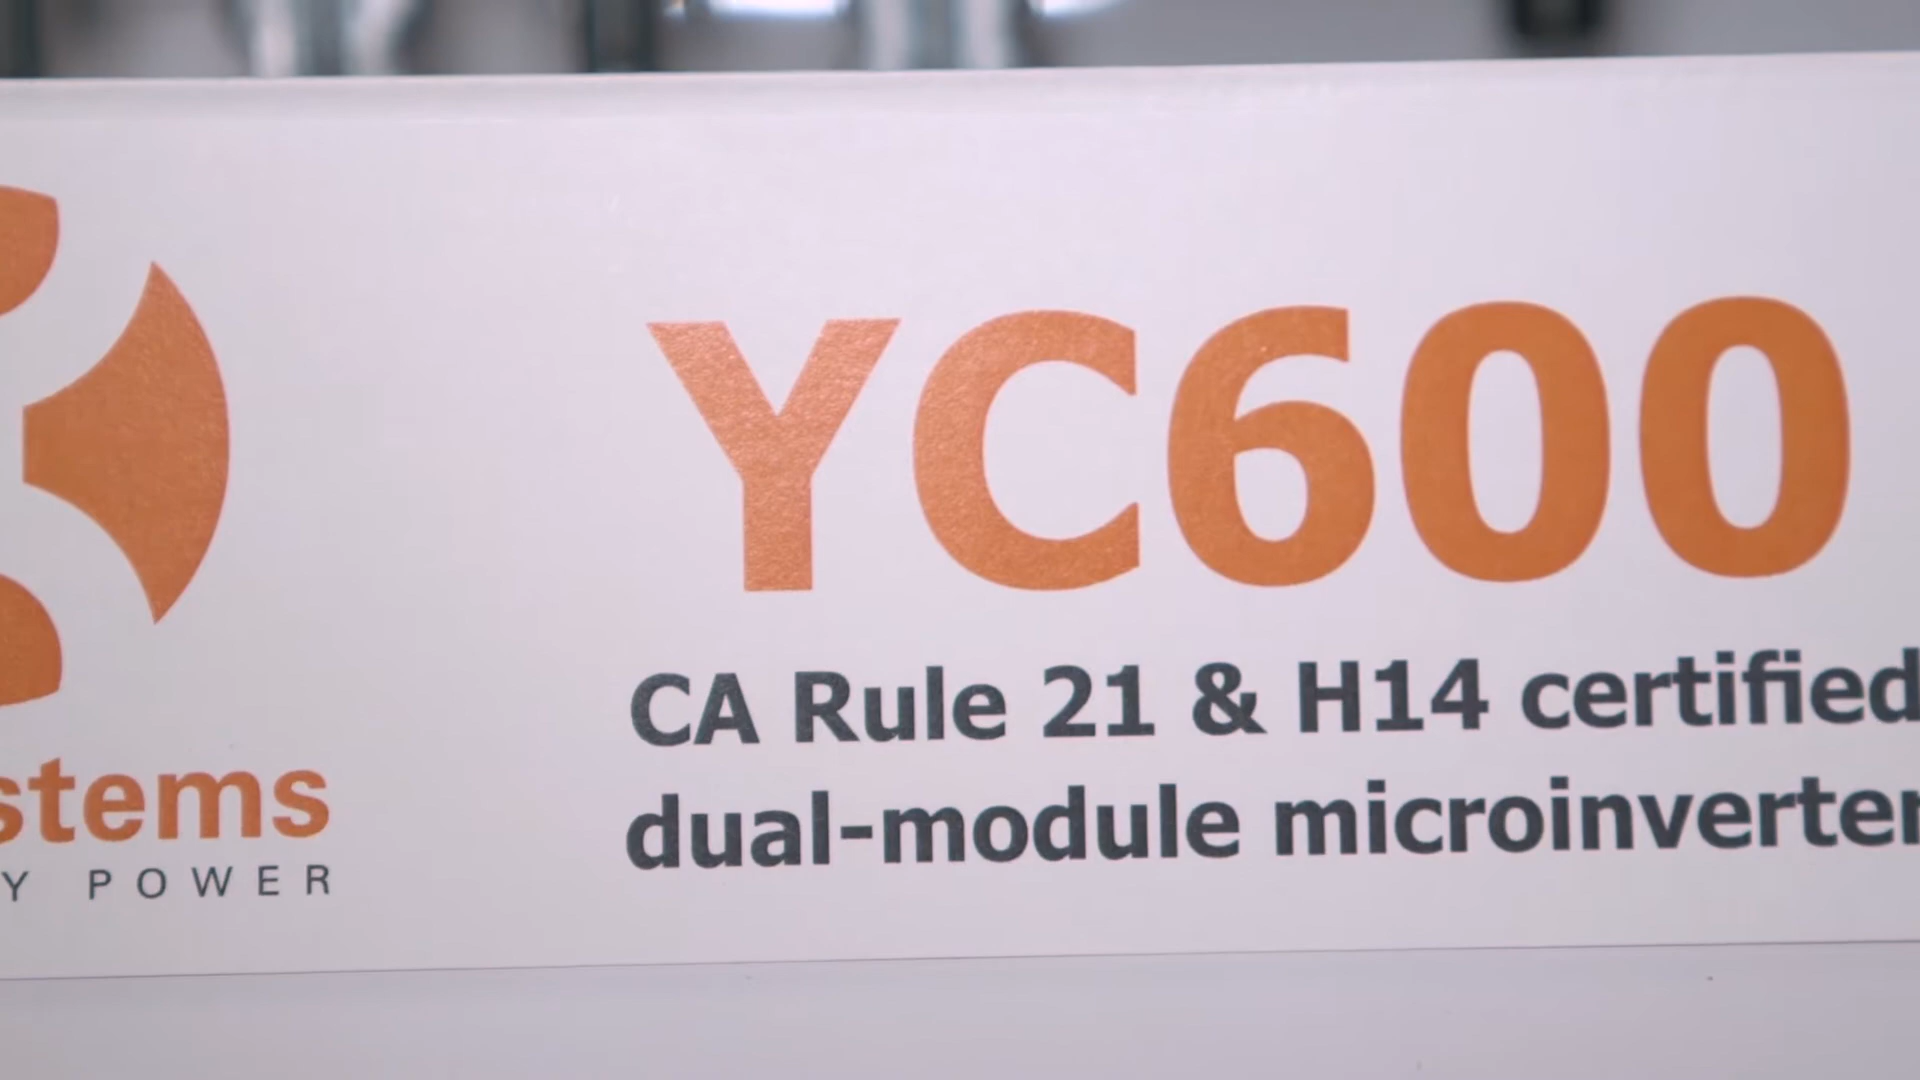 YC600
CA Rule 21 & H14 certified
dual-module microinverter
stems
Y POWER